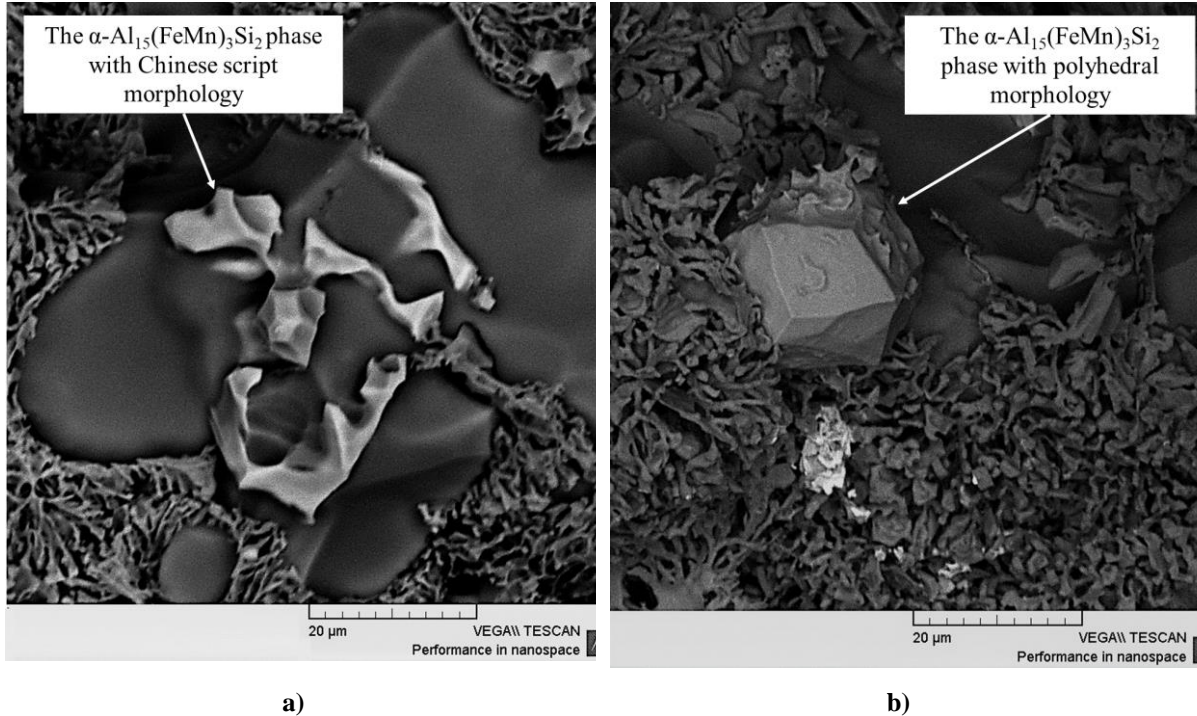 The α-Al₁₅(FeMn)₃Si₂ phase
with Chinese script
morphology
20 µm
VEGA\\ TESCAN
Performance in nanospace
a)
The α-Al₁₅(FeMn)₃Si₂
phase with polyhedral
morphology
20 µm
VEGA\\ TESCAN
Performance in nanospace
b)